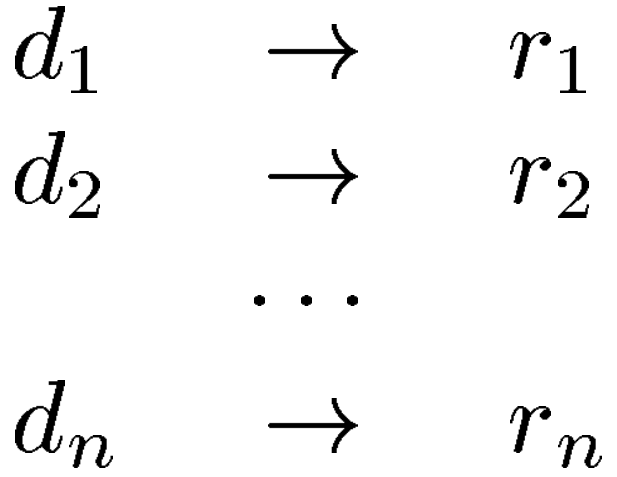 d₁ → r₁
d₂ → r₂
...
dₙ → rₙ